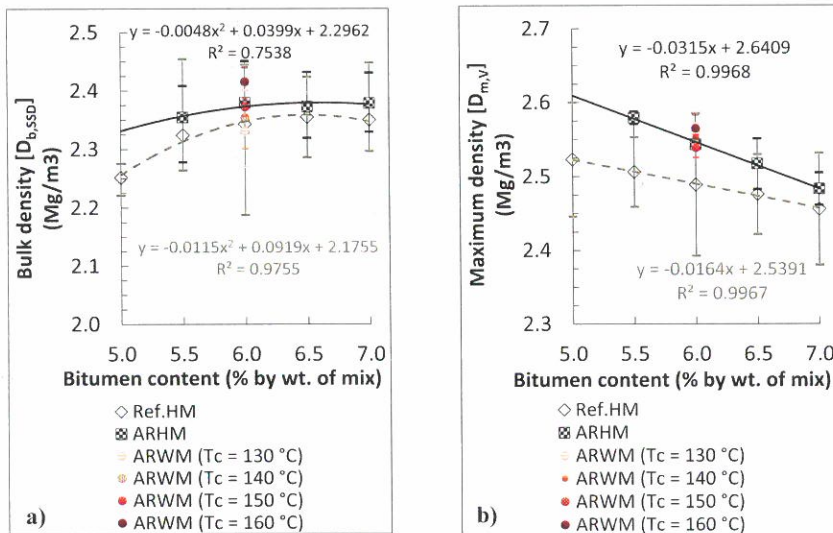 y = -0.0048x² + 0.0399x + 2.2962
R² = 0.7538
2.5
2.4
2.3
2.2
2.1
2.0
Bulk density [D_b,SSD]
(Mg/m3)
y = -0.0115x² + 0.0919x + 2.1755
R² = 0.9755
5.0 5.5 6.0 6.5 7.0
Bitumen content (% by wt. of mix)
Ref.HM
ARHM
ARWM (Tc = 130 °C)
ARWM (Tc = 140 °C)
ARWM (Tc = 150 °C)
ARWM (Tc = 160 °C)
a)
y = -0.0315x + 2.6409
R² = 0.9968
2.7
2.6
2.5
2.4
2.3
Maximum density [D_m,V]
(Mg/m3)
y = -0.0164x + 2.5391
R² = 0.9967
5.0 5.5 6.0 6.5 7.0
Bitumen content (% by wt. of mix)
Ref.HM
ARHM
ARWM (Tc = 130 °C)
ARWM (Tc = 140 °C)
ARWM (Tc = 150 °C)
ARWM (Tc = 160 °C)
b)